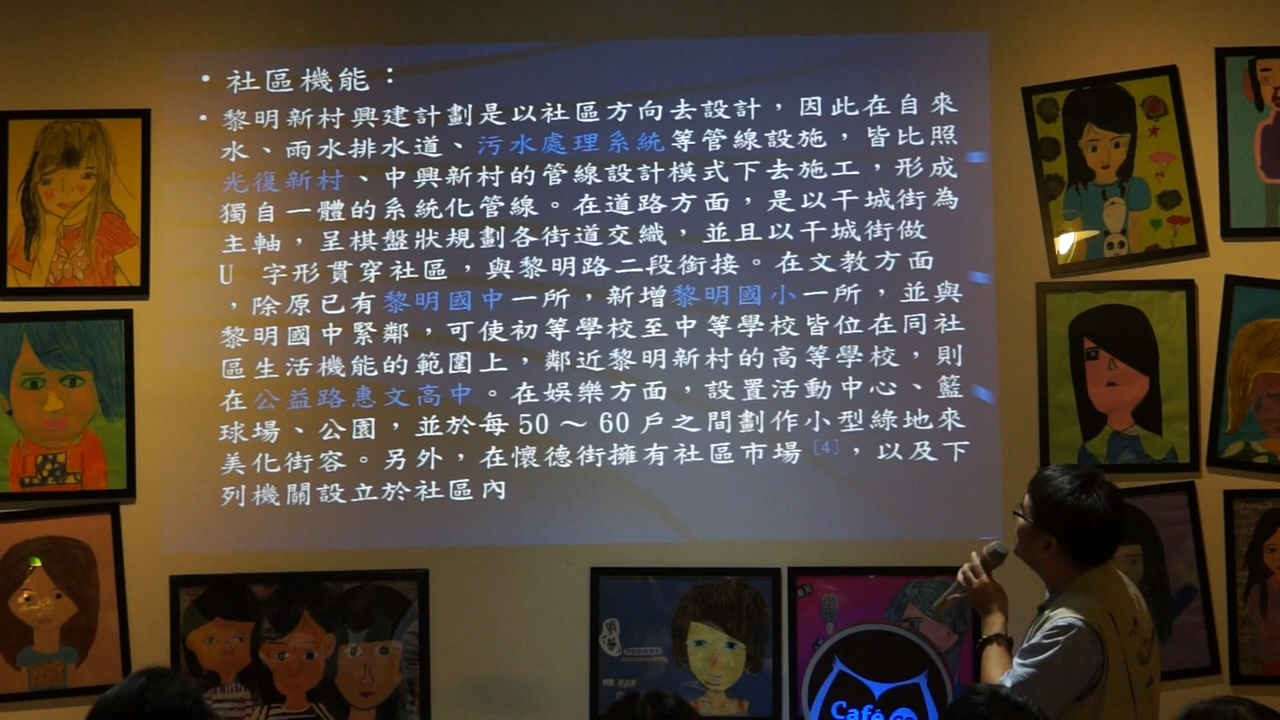 • 社區機能：
• 黎明新村興建計劃是以社區方向去設計，因此在自來
水、雨水排水道、污水處理系統等管線設施，皆比照
光復新村、中興新村的管線設計模式下去施工，形成
獨自一體的系統化管線。在道路方面，是以干城街為
主軸，呈棋盤狀規劃各街道交織，並且以干城街做
U 字形貫穿社區，與黎明路二段銜接。在文教方面
，除原已有黎明國中一所，新增黎明國小一所，並與
黎明國中緊鄰，可使初等學校至中等學校皆位在同社
區生活機能的範圍上，鄰近黎明新村的高等學校，則
在公益路惠文高中。在娛樂方面，設置活動中心、籃
球場、公園，並於每50～60戶之間劃作小型綠地來
美化街容。另外，在懷德街擁有社區市場[4]，以及下
列機關設立於社區內
Café